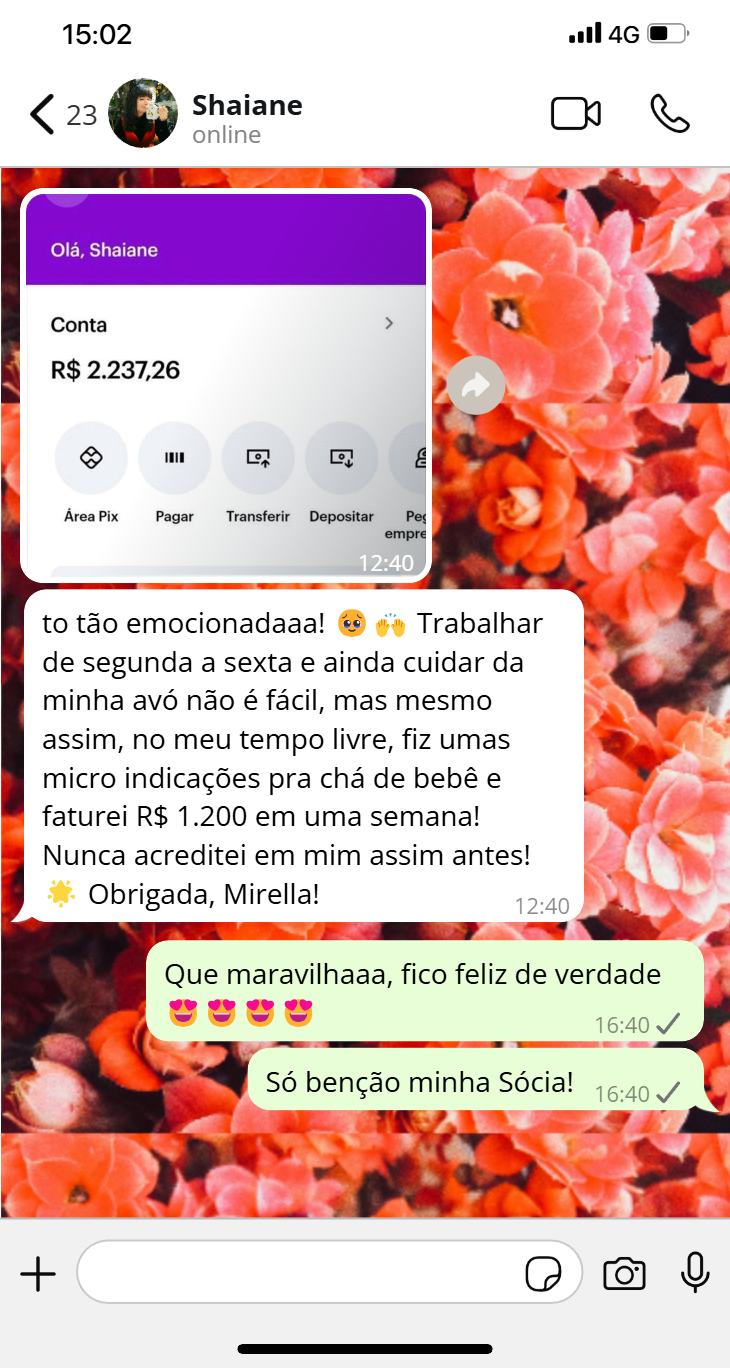 15:02
4G
23
Shaiane
online
Olá, Shaiane
Conta
R$ 2.237,26
Área Pix Pagar Transferir Depositar Peg
empre
12:40
to tão emocionadaaa! 🥹 🙌 Trabalhar
de segunda a sexta e ainda cuidar da
minha avó não é fácil, mas mesmo
assim, no meu tempo livre, fiz umas
micro indicações pra chá de bebê e
faturei R$ 1.200 em uma semana!
Nunca acreditei em mim assim antes!
🌟 Obrigada, Mirella!
12:40
Que maravilhaaa, fico feliz de verdade
😍 😍 😍 😍
16:40
Só benção minha Sócia!
16:40